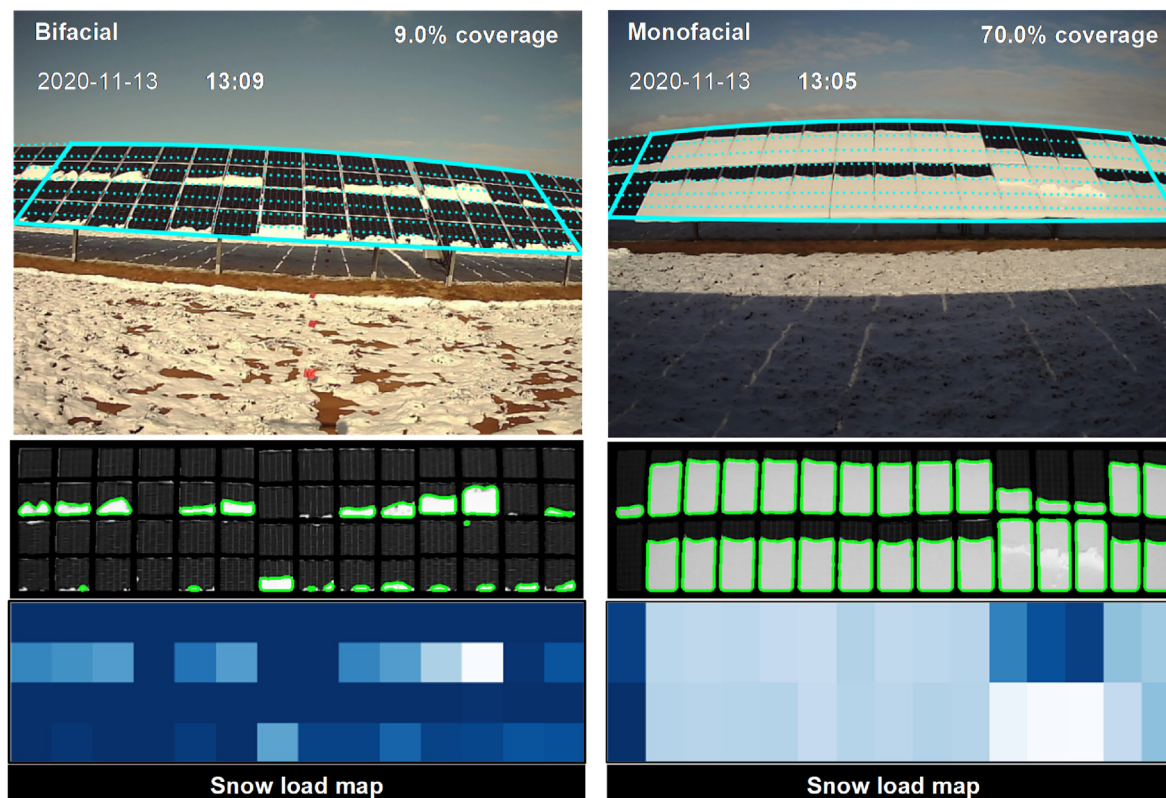 Bifacial
9.0% coverage
2020-11-13 13:09
Monofacial
70.0% coverage
2020-11-13 13:05
Snow load map
Snow load map